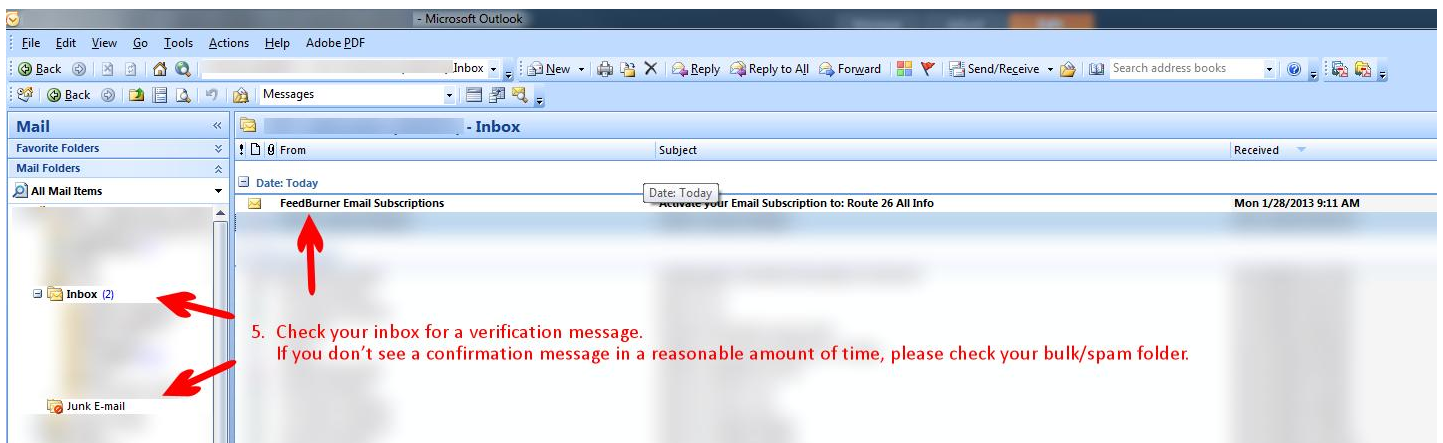 - Microsoft Outlook
File Edit View Go Tools Actions Help Adobe PDF
Back Inbox New Reply Reply to All Forward Send/Receive Search address books
Back Messages
Mail «
- Inbox
Favorite Folders
! From Subject Received
Mail Folders
Date: Today
All Mail Items
Date: Today
FeedBurner Email Subscriptions Activate your Email Subscription to: Route 26 All Info Mon 1/28/2013 9:11 AM
Inbox (2)
5. Check your inbox for a verification message.
If you don’t see a confirmation message in a reasonable amount of time, please check your bulk/spam folder.
Junk E-mail